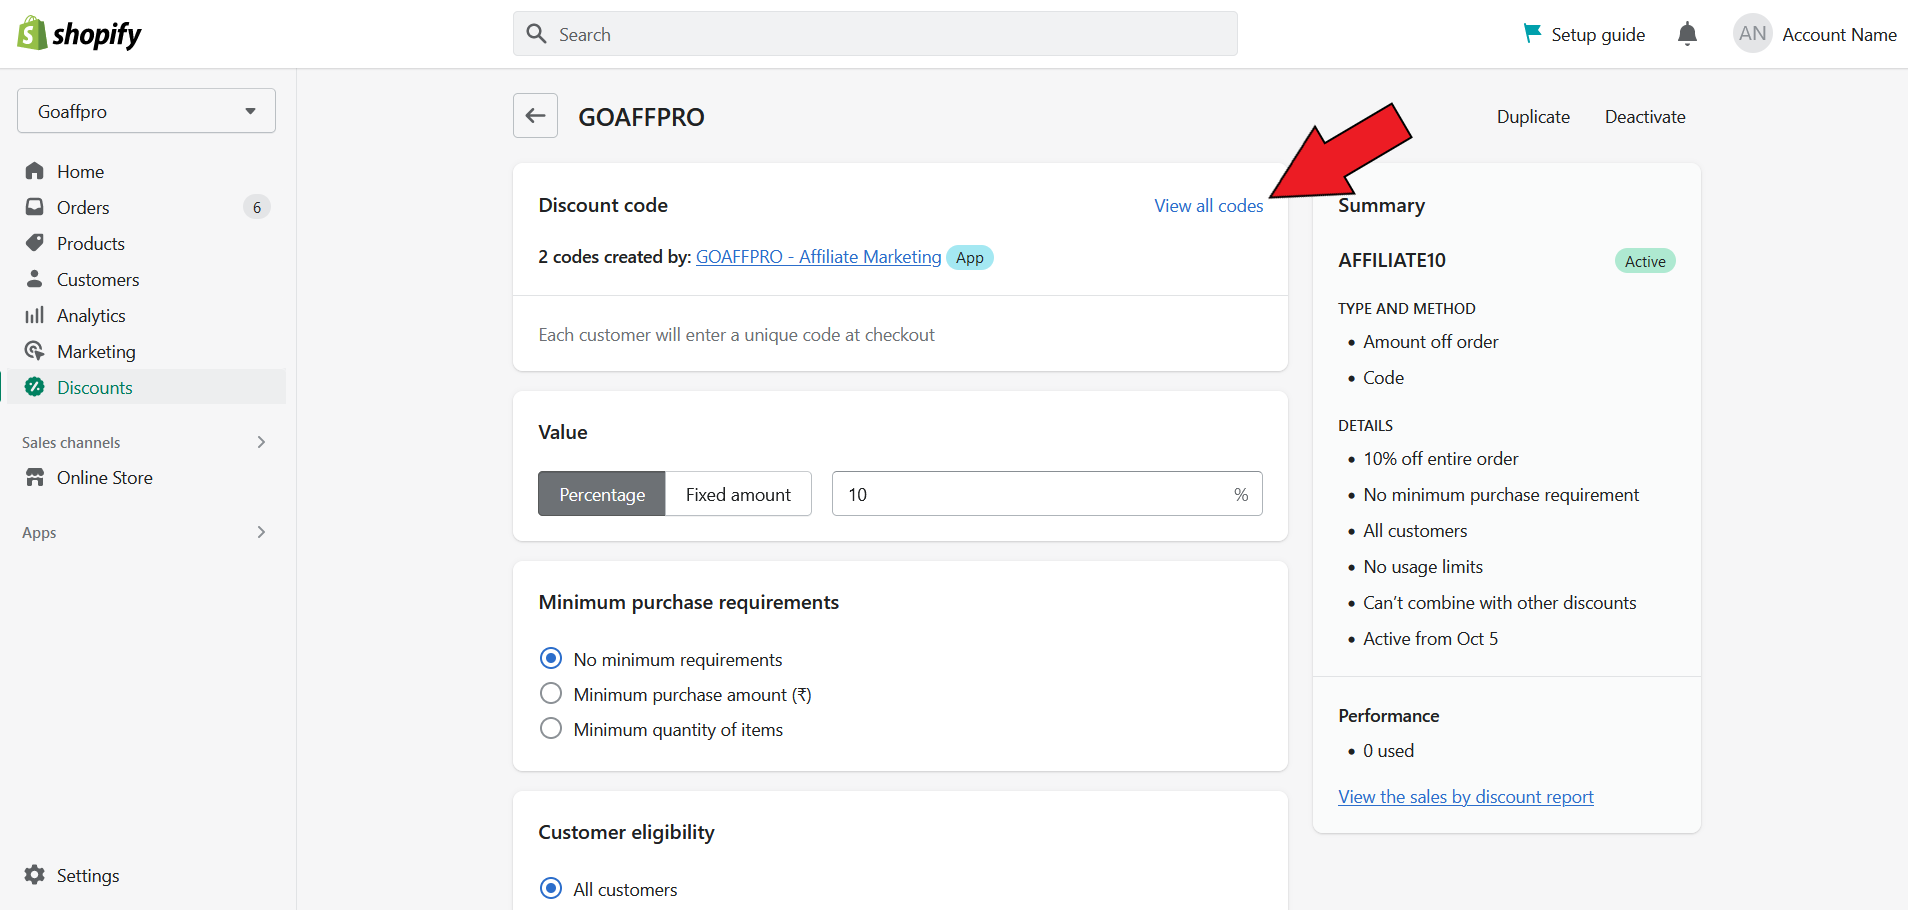 shopify
Search
Setup guide
AN
Account Name
Goaffpro
Home
Orders 6
Products
Customers
Analytics
Marketing
Discounts
Sales channels
Online Store
Apps
Settings
GOAFFPRO
Duplicate Deactivate
Discount code
View all codes
2 codes created by: GOAFFPRO - Affiliate Marketing App
Each customer will enter a unique code at checkout
Value
Percentage Fixed amount 10 %
Minimum purchase requirements
No minimum requirements
Minimum purchase amount (₹)
Minimum quantity of items
Customer eligibility
All customers
Summary
AFFILIATE10 Active
TYPE AND METHOD
• Amount off order
• Code
DETAILS
• 10% off entire order
• No minimum purchase requirement
• All customers
• No usage limits
• Can’t combine with other discounts
• Active from Oct 5
Performance
• 0 used
View the sales by discount report